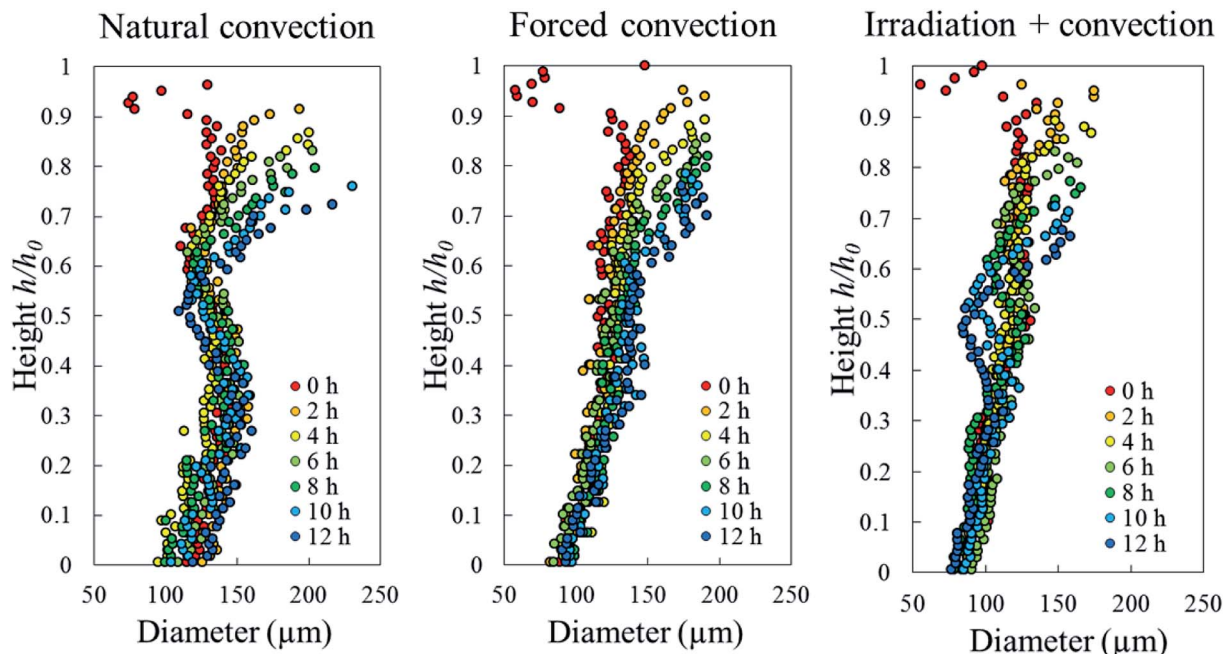 Natural convection
Forced convection
Irradiation + convection
1
0.9
0.8
0.7
0.6
0.5
0.4
0.3
0.2
0.1
0
Height h/h0
0 h
2 h
4 h
6 h
8 h
10 h
12 h
50 100 150 200 250
Diameter (µm)
1
0.9
0.8
0.7
0.6
0.5
0.4
0.3
0.2
0.1
0
Height h/h0
0 h
2 h
4 h
6 h
8 h
10 h
12 h
50 100 150 200 250
Diameter (µm)
1
0.9
0.8
0.7
0.6
0.5
0.4
0.3
0.2
0.1
0
Height h/h0
0 h
2 h
4 h
6 h
8 h
10 h
12 h
50 100 150 200 250
Diameter (µm)